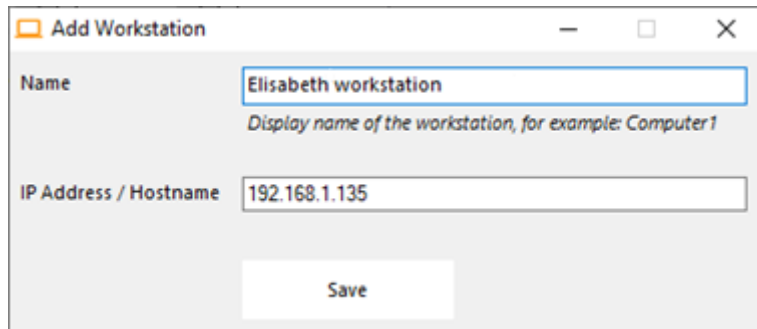 Add Workstation
Name
Elisabeth workstation
Display name of the workstation, for example: Computer1
IP Address / Hostname
192.168.1.135
Save